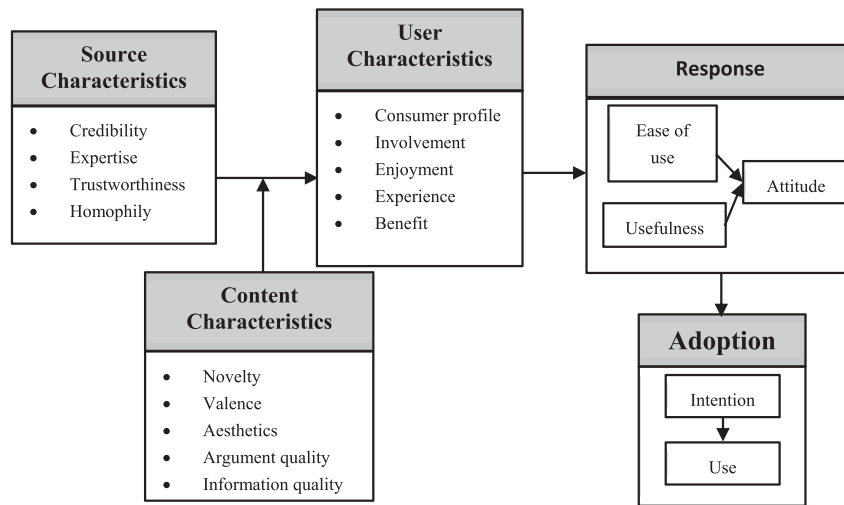 Source
Characteristics
• Credibility
• Expertise
• Trustworthiness
• Homophily
User
Characteristics
• Consumer profile
• Involvement
• Enjoyment
• Experience
• Benefit
Response
Ease of
use
Usefulness
Attitude
Content
Characteristics
• Novelty
• Valence
• Aesthetics
• Argument quality
• Information quality
Adoption
Intention
Use